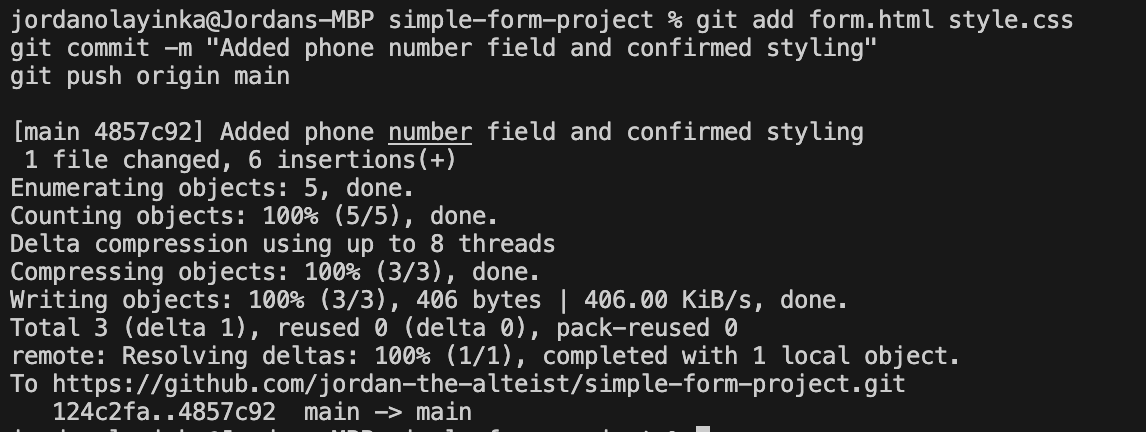 jordanolayinka@Jordans-MBP simple-form-project % git add form.html style.css
git commit -m "Added phone number field and confirmed styling"
git push origin main
[main 4857c92] Added phone number field and confirmed styling
1 file changed, 6 insertions(+)
Enumerating objects: 5, done.
Counting objects: 100% (5/5), done.
Delta compression using up to 8 threads
Compressing objects: 100% (3/3), done.
Writing objects: 100% (3/3), 406 bytes | 406.00 KiB/s, done.
Total 3 (delta 1), reused 0 (delta 0), pack-reused 0
remote: Resolving deltas: 100% (1/1), completed with 1 local object.
To https://github.com/jordan-the-alteist/simple-form-project.git
124c2fa..4857c92  main -> main